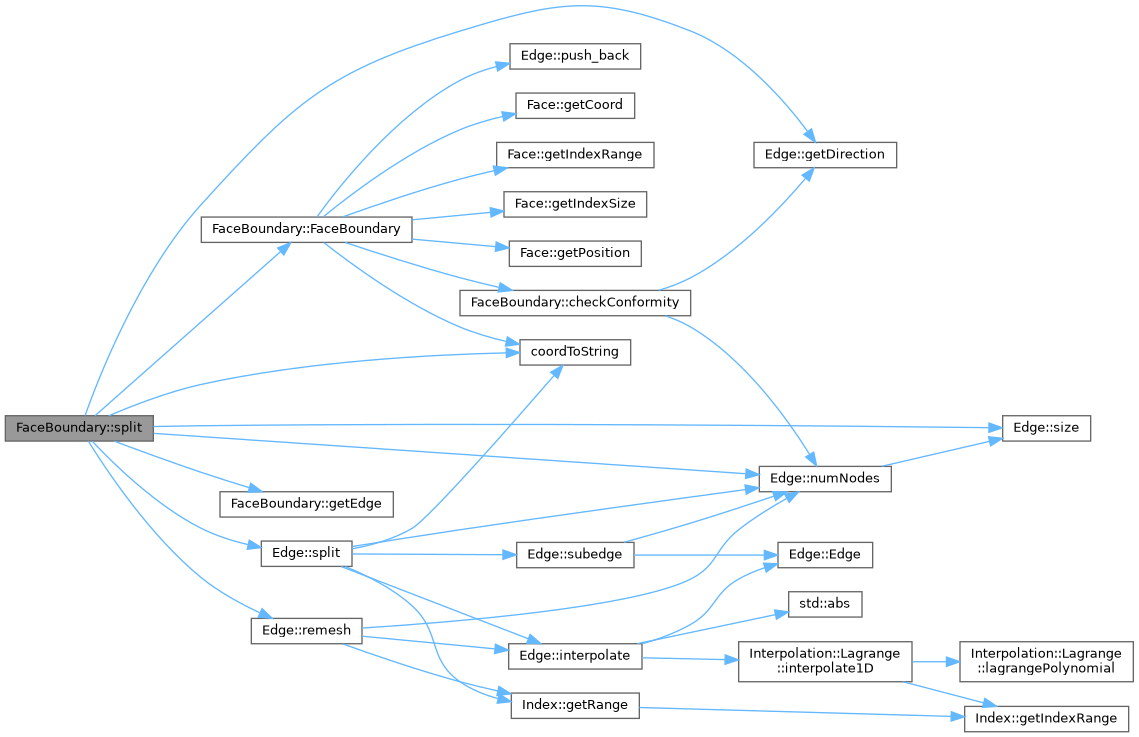 Edge::push_back
Face::getCoord
Face::getIndexRange
Edge::getDirection
Face::getIndexSize
FaceBoundary::FaceBoundary
Face::getPosition
FaceBoundary::checkConformity
coordToString
FaceBoundary::split
Edge::size
Edge::numNodes
FaceBoundary::getEdge
Edge::split
Edge::subedge
Edge::Edge
std::abs
Edge::remesh
Edge::interpolate
Interpolation::Lagrange
::interpolate1D
Interpolation::Lagrange
::lagrangePolynomial
Index::getRange
Index::getIndexRange